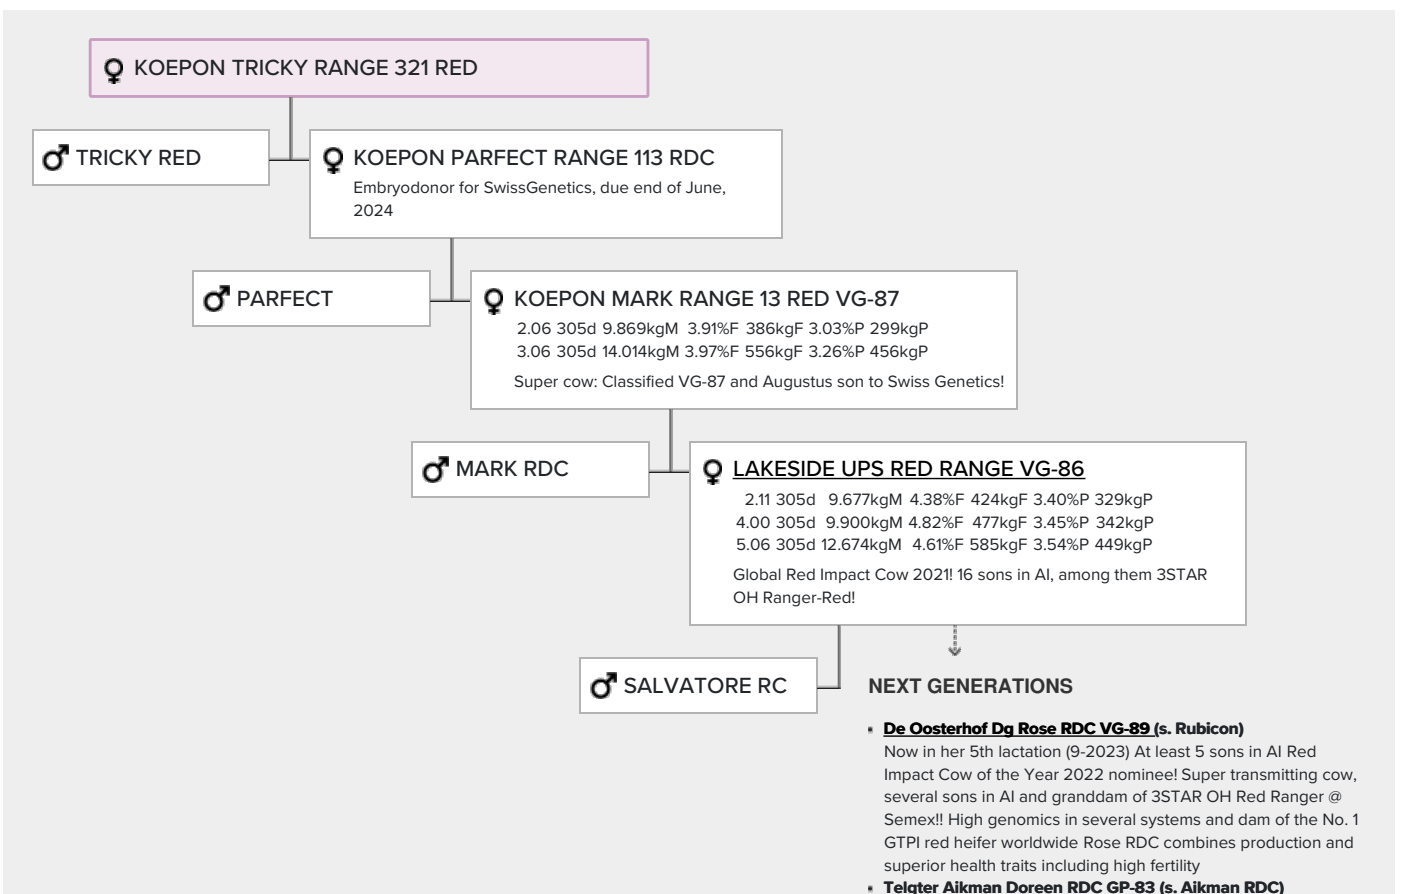 KOEPON TRICKY RANGE 321 RED
TRICKY RED
KOEPON PARFECT RANGE 113 RDC
Embryodonor for SwissGenetics, due end of June,
2024
PARFECT
KOEPON MARK RANGE 13 RED VG-87
2.06 305d 9.869kgM 3.91%F 386kgF 3.03%P 299kgP
3.06 305d 14.014kgM 3.97%F 556kgF 3.26%P 456kgP
Super cow: Classified VG-87 and Augustus son to Swiss Genetics!
MARK RDC
LAKESIDE UPS RED RANGE VG-86
2.11 305d 9.677kgM 4.38%F 424kgF 3.40%P 329kgP
4.00 305d 9.900kgM 4.82%F 477kgF 3.45%P 342kgP
5.06 305d 12.674kgM 4.61%F 585kgF 3.54%P 449kgP
Global Red Impact Cow 2021! 16 sons in AI, among them 3STAR
OH Ranger-Red!
SALVATORE RC
NEXT GENERATIONS
De Oosterhof Dg Rose RDC VG-89 (s. Rubicon)
Now in her 5th lactation (9-2023) At least 5 sons in AI Red
Impact Cow of the Year 2022 nominee! Super transmitting cow,
several sons in AI and granddam of 3STAR OH Red Ranger @
Semex!! High genomics in several systems and dam of the No. 1
GTPI red heifer worldwide Rose RDC combines production and
superior health traits including high fertility
Telgter Aikman Doreen RDC GP-83 (s. Aikman RDC)